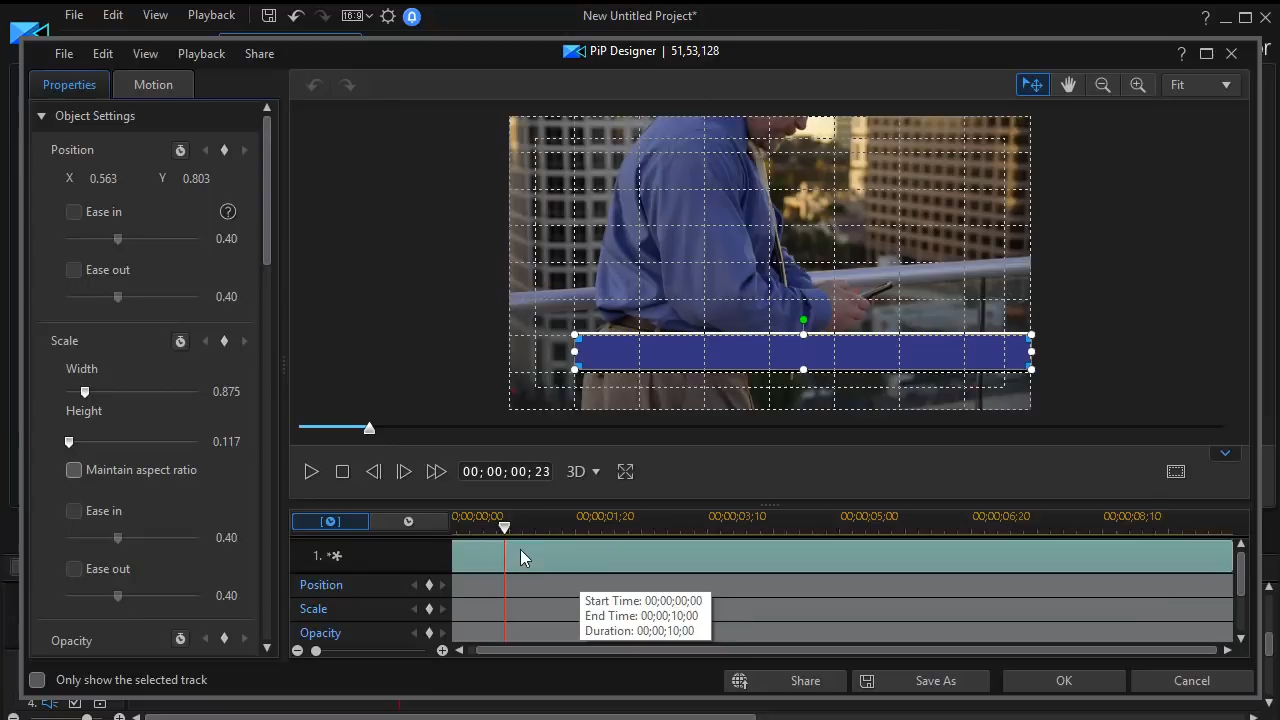 File Edit View Playback 16:9 New Untitled Project* ?
File Edit View Playback Share PiP Designer | 51,53,128 ?
Properties Motion Fit
Object Settings
Position
X 0.563 Y 0.803
Ease in ?
0.40
Ease out
0.40
Scale
Width
0.875
Height
0.117
Maintain aspect ratio
00; 00; 00; 23 3D
Ease in
0.40
Ease out
0.40
Opacity
0;00;00;00 00;00;01;20 00;00;03;10 00;00;05;00 00;00;06;20 00;00;08;10
1.
Position
Scale
Opacity
Start Time: 00;00;00;00
End Time: 00;00;10;00
Duration: 00;00;10;00
Only show the selected track Share Save As OK Cancel
4.